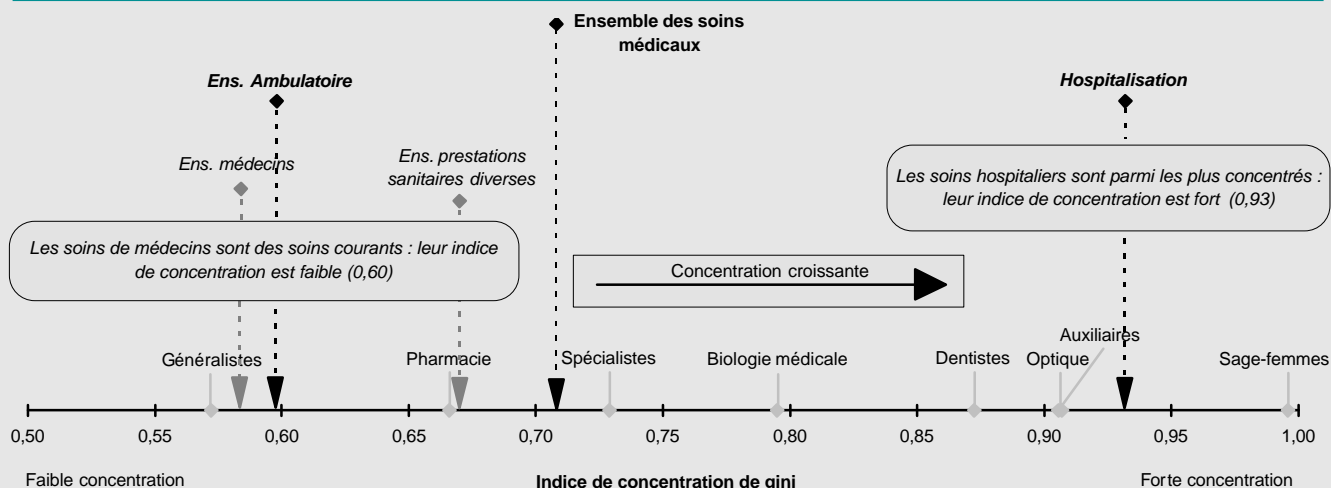 Ensemble des soins
médicaux
Ens. Ambulatoire
Hospitalisation
Ens. médecins
Ens. prestations
sanitaires diverses
Les soins hospitaliers sont parmi les plus concentrés :
leur indice de concentration est fort (0,93)
Les soins de médecins sont des soins courants : leur indice
de concentration est faible (0,60)
Concentration croissante
Auxiliaires
Généralistes
Pharmacie
Spécialistes
Biologie médicale
Dentistes
Optique
Sage-femmes
0,50 0,55 0,60 0,65 0,70 0,75 0,80 0,85 0,90 0,95 1,00
Faible concentration
Indice de concentration de gini
Forte concentration